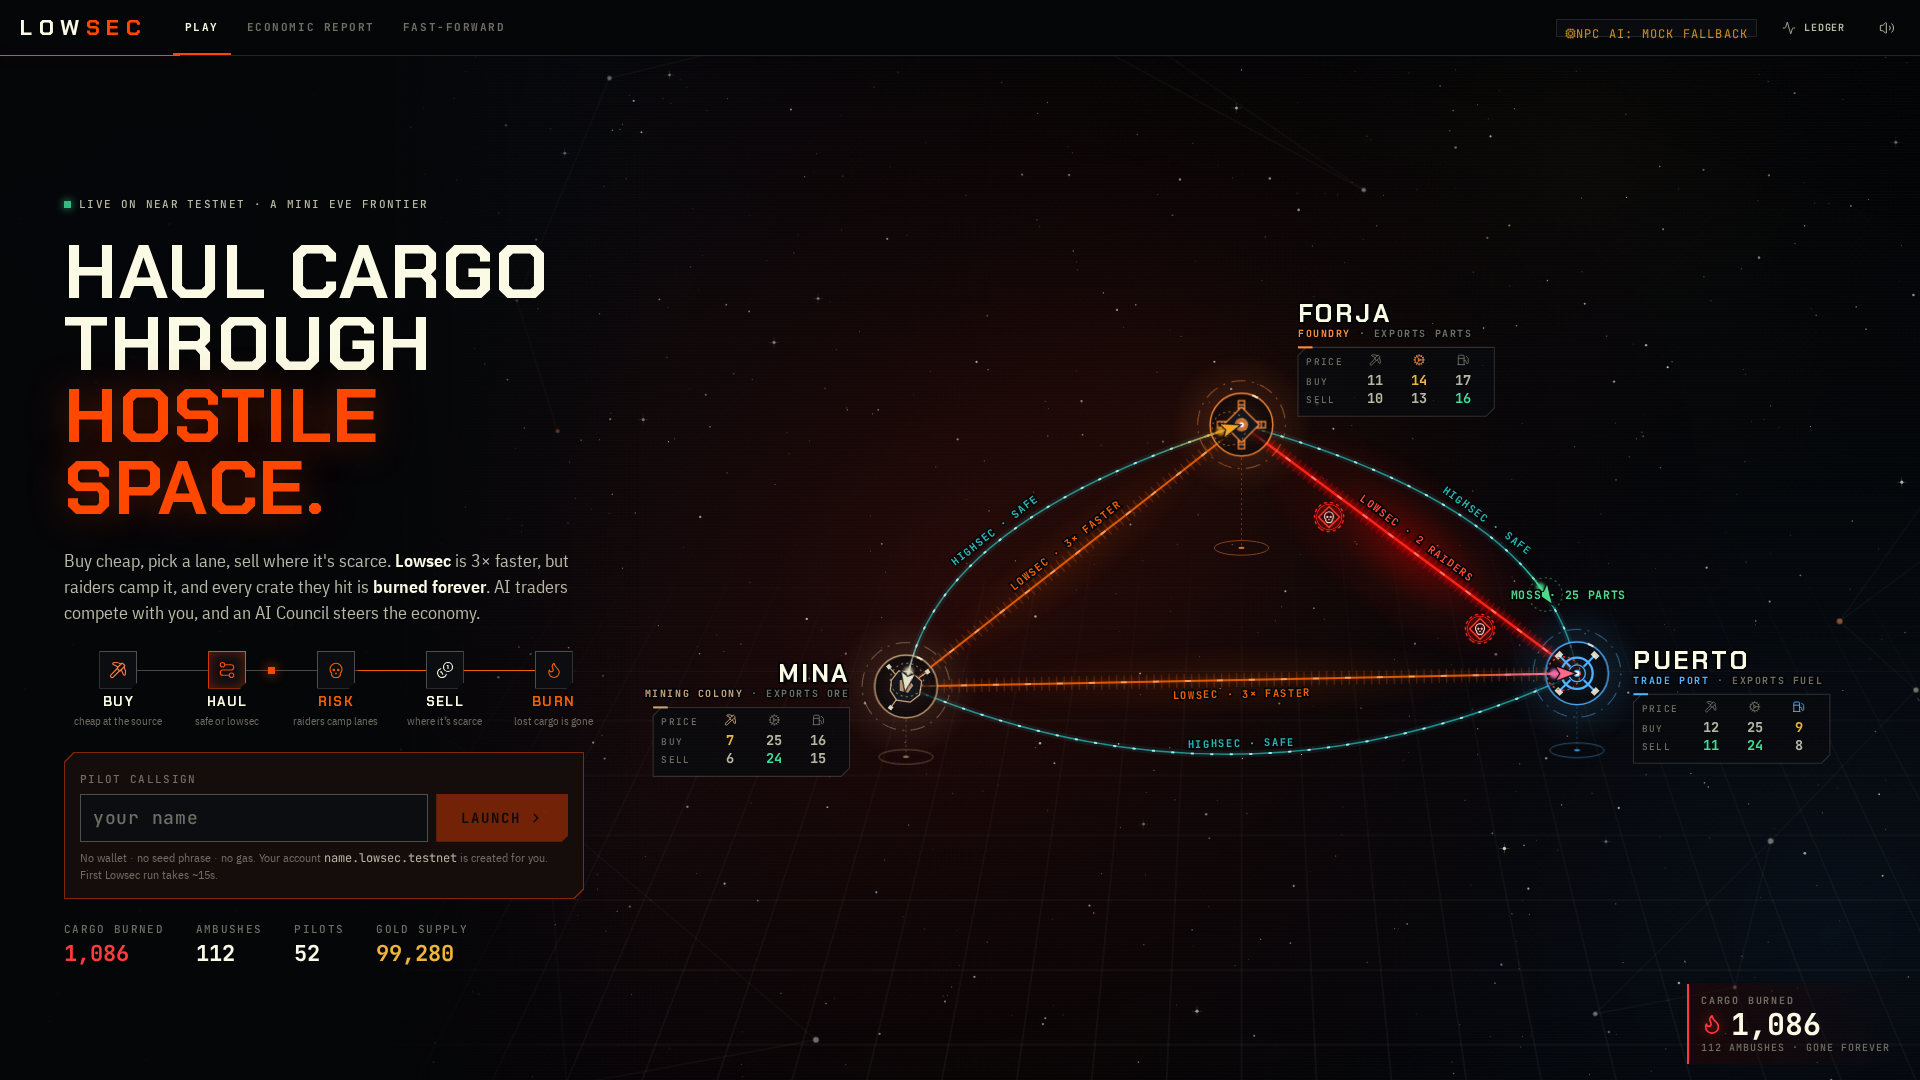 LOWSEC
PLAY
ECONOMIC REPORT
FAST-FORWARD
NPC AI: MOCK FALLBACK
LEDGER
LIVE ON NEAR TESTNET · A MINI EVE FRONTIER
HAUL CARGO
THROUGH
HOSTILE
SPACE.
Buy cheap, pick a lane, sell where it's scarce. Lowsec is 3× faster, but
raiders camp it, and every crate they hit is burned forever. AI traders
compete with you, and an AI Council steers the economy.
BUY
cheap at the source
HAUL
safe or lowsec
RISK
raiders camp lanes
SELL
where it's scarce
BURN
lost cargo is gone
PILOT CALLSIGN
your name
LAUNCH >
No wallet · no seed phrase · no gas. Your account name.lowsec.testnet is created for you.
First Lowsec run takes ~15s.
CARGO BURNED
1,086
AMBUSHES
112
PILOTS
52
GOLD SUPPLY
99,280
FORJA
FOUNDRY · EXPORTS PARTS
PRICE
BUY 11 14 17
SELL 10 13 16
HIGHSEC · SAFE
LOWSEC · 3× FASTER
LOWSEC · 2 RAIDERS
HIGHSEC · SAFE
MOSS · 25 PARTS
MINA
MINING COLONY · EXPORTS ORE
PRICE
BUY 7 25 16
SELL 6 24 15
LOWSEC · 3× FASTER
HIGHSEC · SAFE
PUERTO
TRADE PORT · EXPORTS FUEL
PRICE
BUY 12 25 9
SELL 11 24 8
CARGO BURNED
1,086
112 AMBUSHES · GONE FOREVER